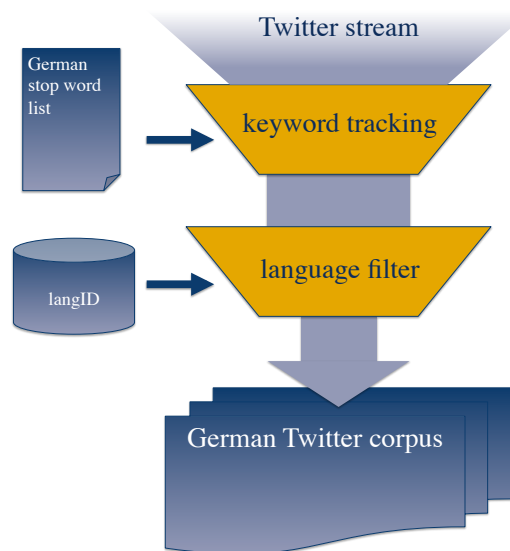 Twitter stream
German
stop word
list
keyword tracking
language filter
langID
German Twitter corpus